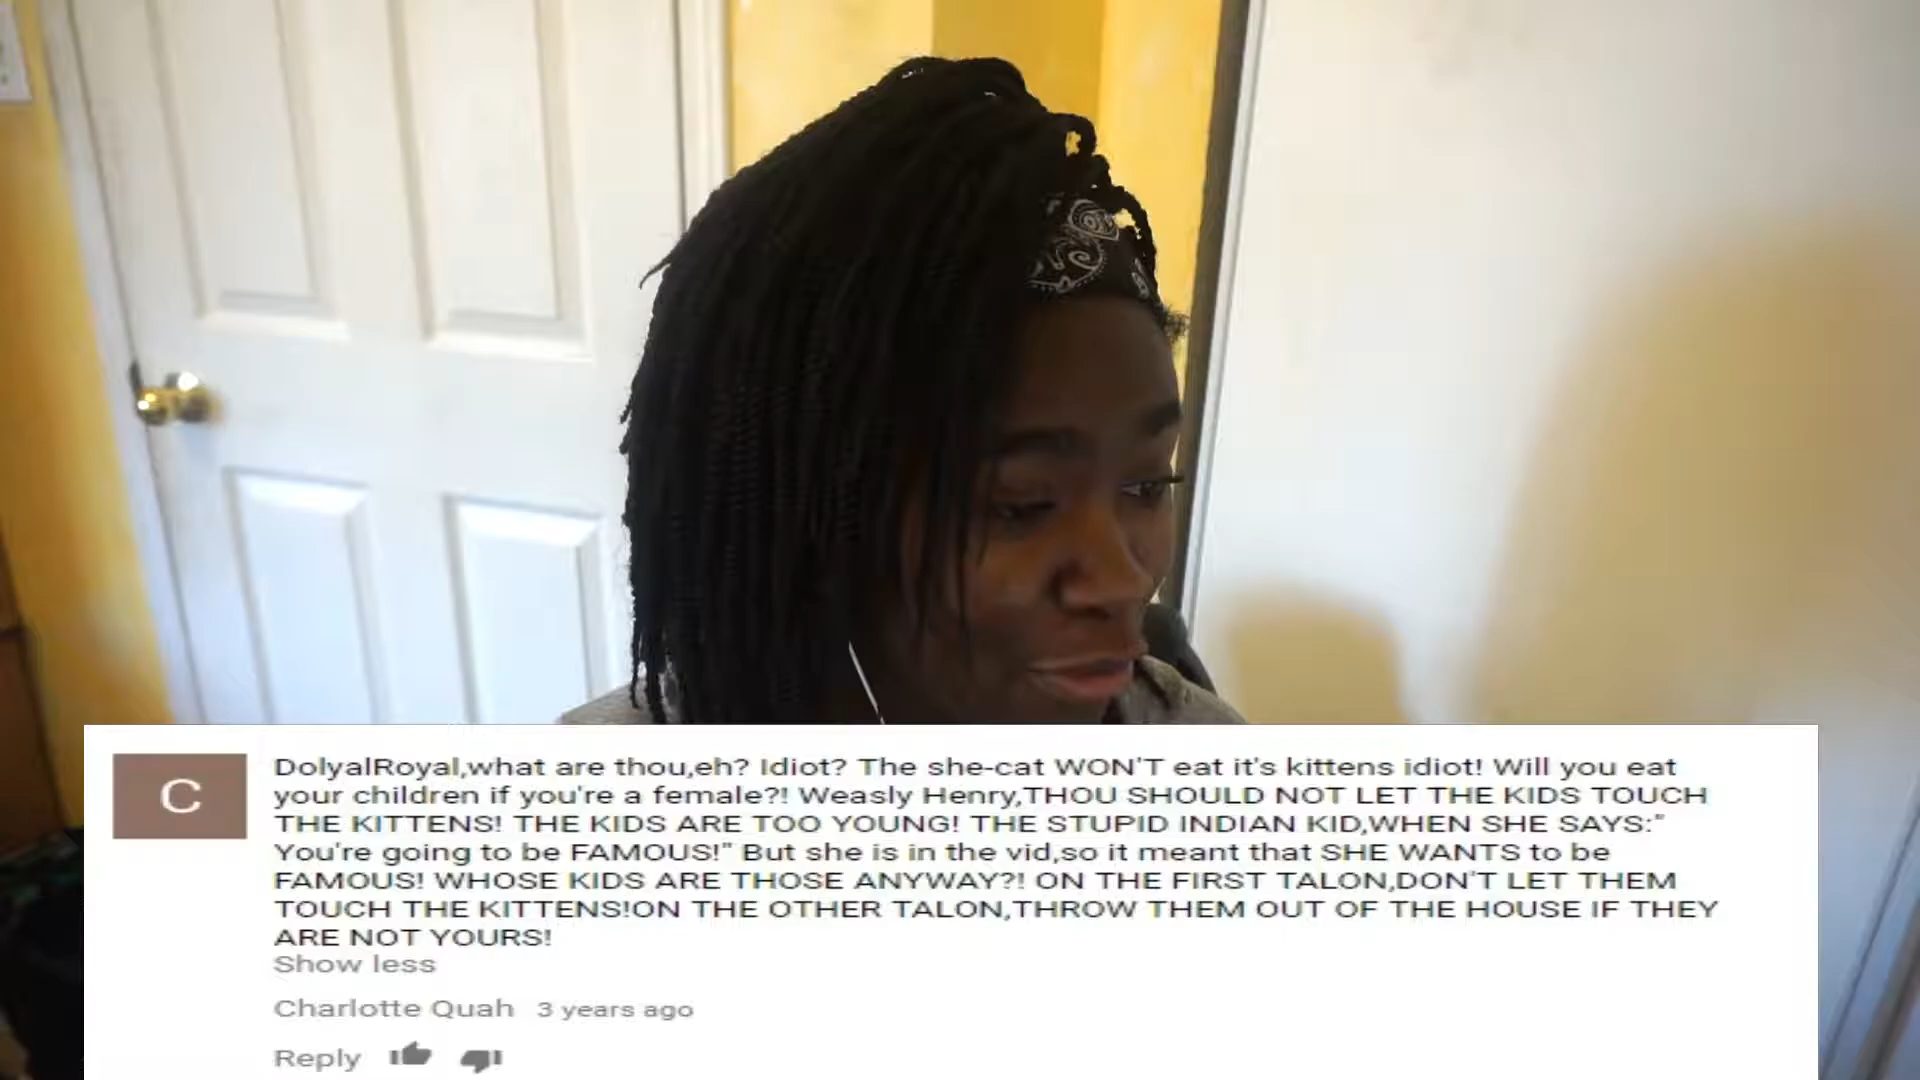 C
DolyalRoyal,what are thou,eh? Idiot? The she-cat WON'T eat it's kittens idiot! Will you eat
your children if you're a female?! Weasly Henry,THOU SHOULD NOT LET THE KIDS TOUCH
THE KITTENS! THE KIDS ARE TOO YOUNG! THE STUPID INDIAN KID,WHEN SHE SAYS:"
You're going to be FAMOUS!" But she is in the vid,so it meant that SHE WANTS to be
FAMOUS! WHOSE KIDS ARE THOSE ANYWAY?! ON THE FIRST TALON,DON'T LET THEM
TOUCH THE KITTENS!ON THE OTHER TALON,THROW THEM OUT OF THE HOUSE IF THEY
ARE NOT YOURS!
Show less
Charlotte Quah 3 years ago
Reply